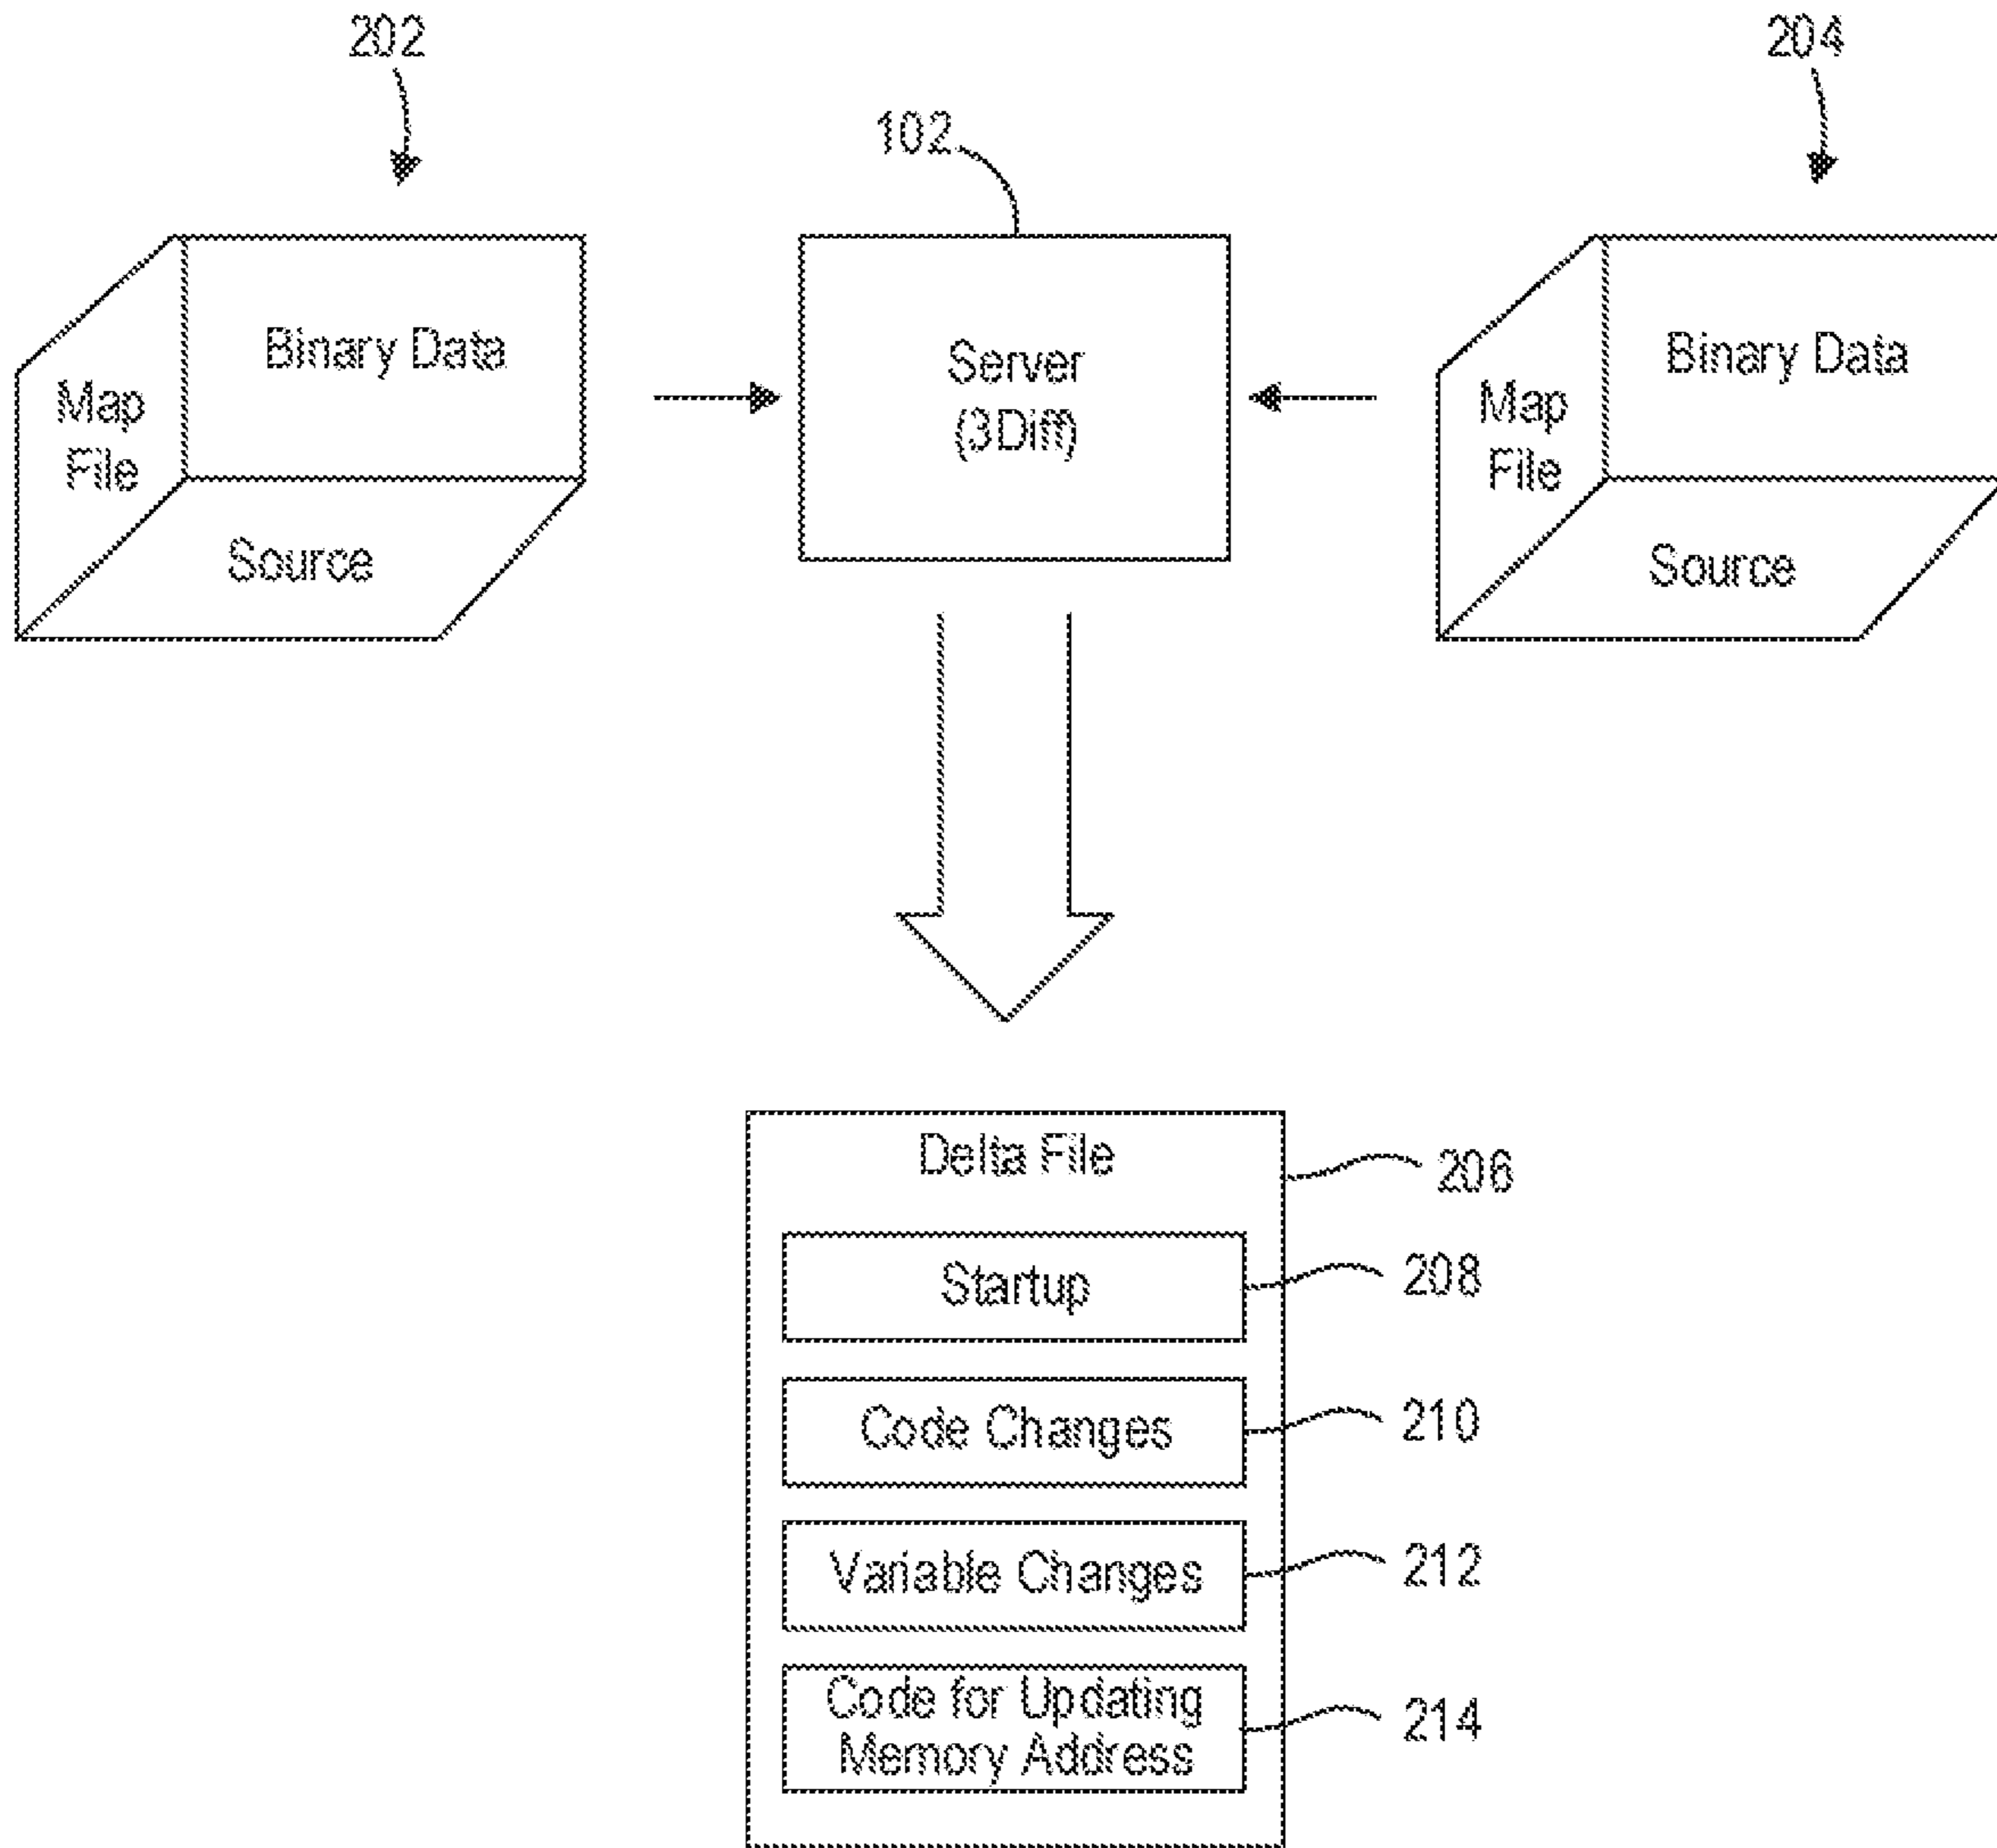 202
204
102
Binary Data
Map
File
Source
Server
(3Diff)
Binary Data
Map
File
Source
Delta File
206
Startup
208
Code Changes
210
Variable Changes
212
Code for Updating
Memory Address
214